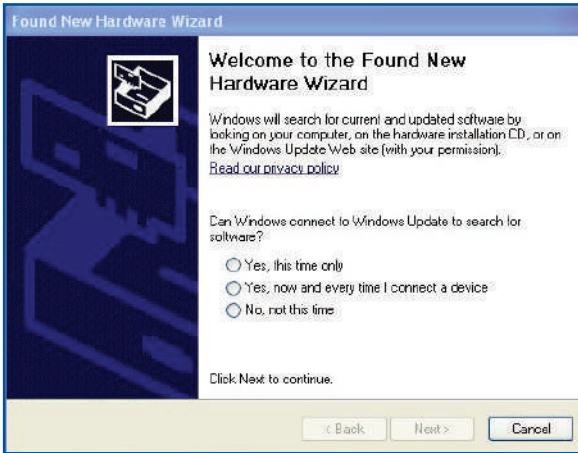 Found New Hardware Wizard
Welcome to the Found New
Hardware Wizard
Windows will search for current and updated software by
looking on your computer, on the hardware installation CD, or on
the Windows Update Web site (with your permission).
Read our privacy policy
Can Windows connect to Windows Update to search for
software?
Yes, this time only
Yes, now and every time I connect a device
No, not this time
Click Next to continue.
< Back
Next >
Cancel